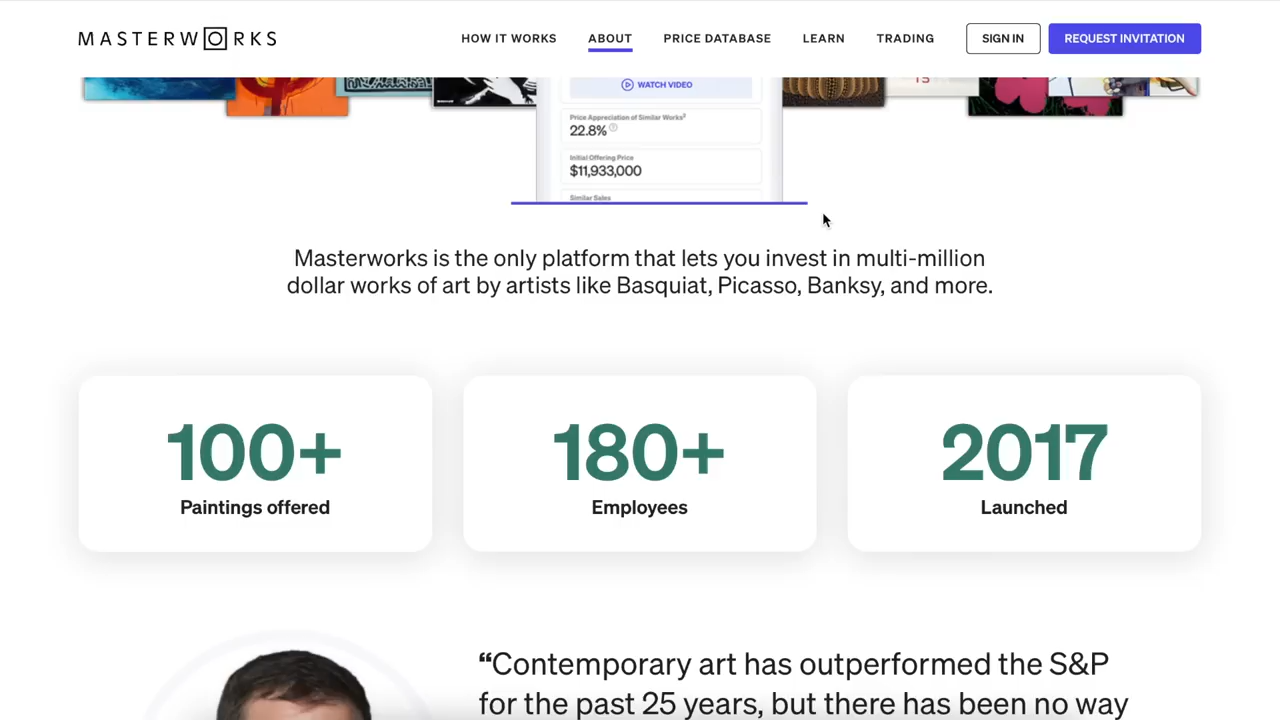 MASTERWORKS
HOW IT WORKS
ABOUT
PRICE DATABASE
LEARN
TRADING
SIGN IN
REQUEST INVITATION
WATCH VIDEO
Price Appreciation of Similar Works²
22.8%
Initial Offering Price
$11,933,000
Similar Sales
Masterworks is the only platform that lets you invest in multi-million
dollar works of art by artists like Basquiat, Picasso, Banksy, and more.
100+
Paintings offered
180+
Employees
2017
Launched
“Contemporary art has outperformed the S&P
for the past 25 years, but there has been no way